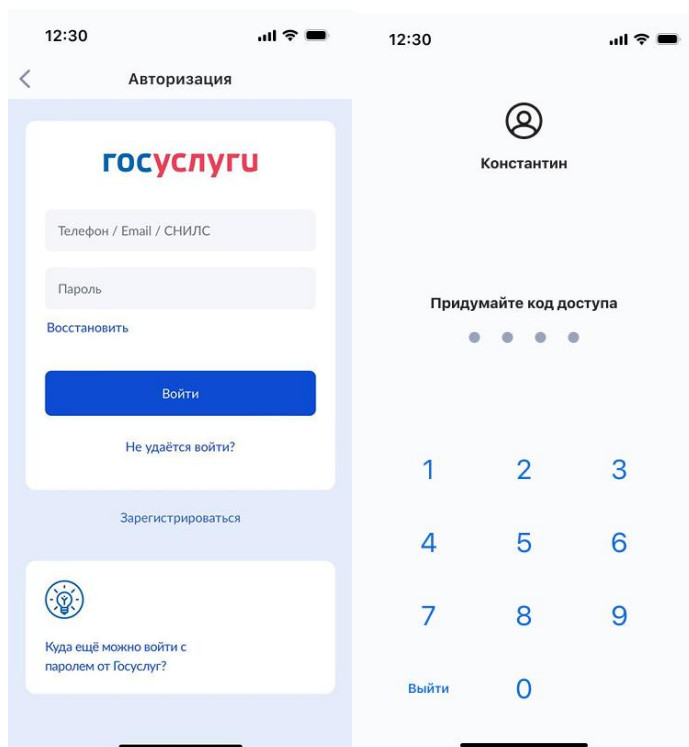 12:30
Авторизация
госуслуги
Телефон / Email / СНИЛС
Пароль
Восстановить
Войти
Не удаётся войти?
Зарегистрироваться
Куда ещё можно войти с
паролем от Госуслуг?
12:30
Константин
Придумайте код доступа
1 2 3
4 5 6
7 8 9
Выйти 0